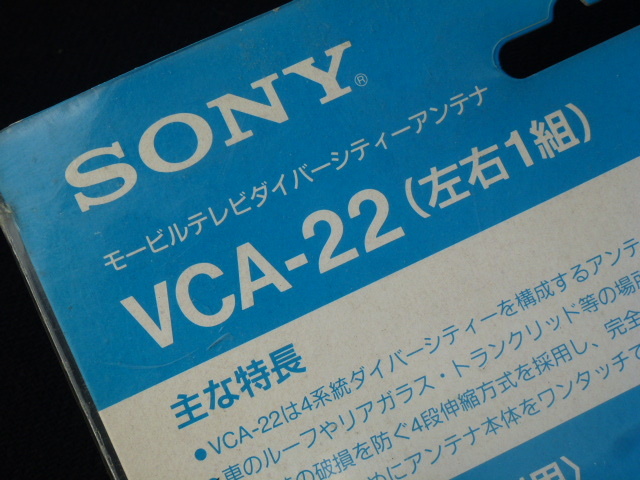 SONY®
モービルテレビダイバーシティーアンテナ
VCA-22(左右1組)
主な特長
●VCA-22は4系統ダイバーシティーを構成するアンテ
車のルーフやリアガラス・トランクリッド等の場所
の破損を防ぐ4段伸縮方式を採用し、完全
めにアンテナ本体をワンタッチで
用)